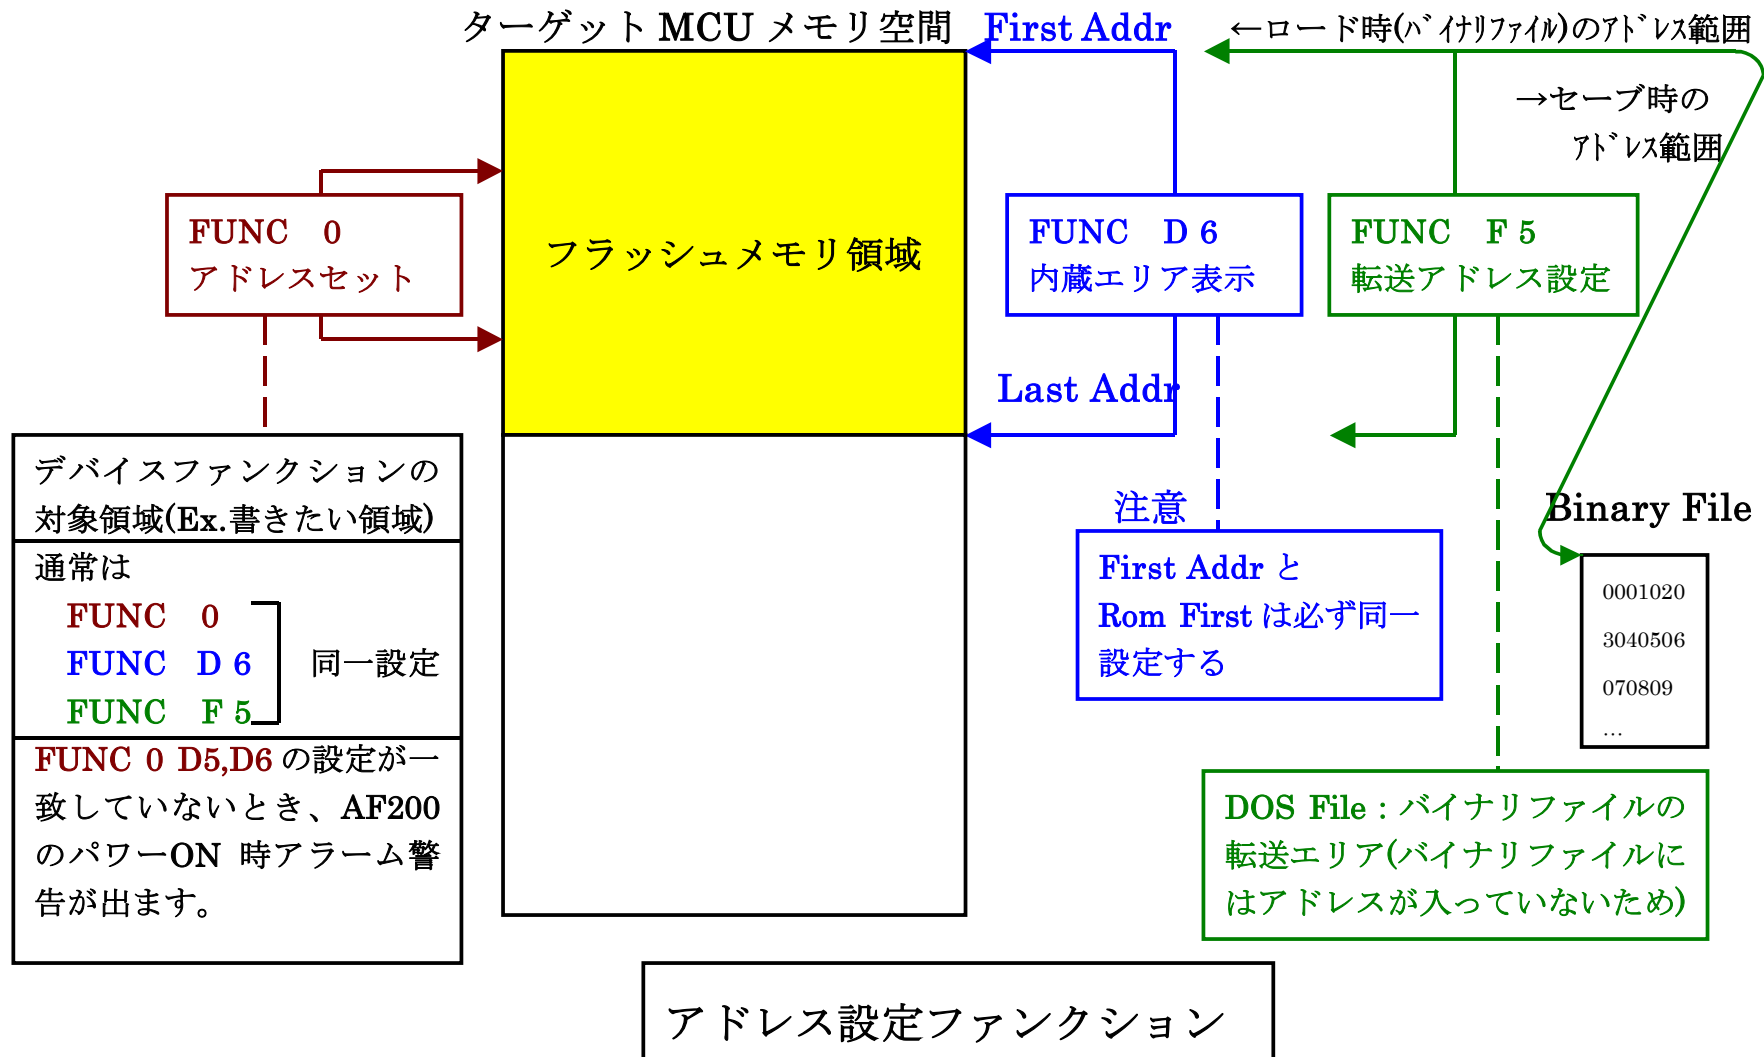 ターゲット MCU メモリ空間
First Addr
←ロード時(ﾊﾞｲﾅﾘﾌｧｲﾙ)のｱﾄﾞﾚｽ範囲
→セーブ時の
ｱﾄﾞﾚｽ範囲
FUNC 0
アドレスセット
フラッシュメモリ領域
FUNC D 6
内蔵エリア表示
FUNC F 5
転送アドレス設定
Last Addr
デバイスファンクションの
対象領域(Ex.書きたい領域)
通常は
FUNC 0
FUNC D 6
FUNC F 5
同一設定
FUNC 0 D5,D6 の設定が一
致していないとき、AF200
のパワーON 時アラーム警
告が出ます。
注意
First Addr と
Rom First は必ず同一
設定する
Binary File
0001020
3040506
070809
…
DOS File : バイナリファイルの
転送エリア(バイナリファイルに
はアドレスが入っていないため)
アドレス設定ファンクション